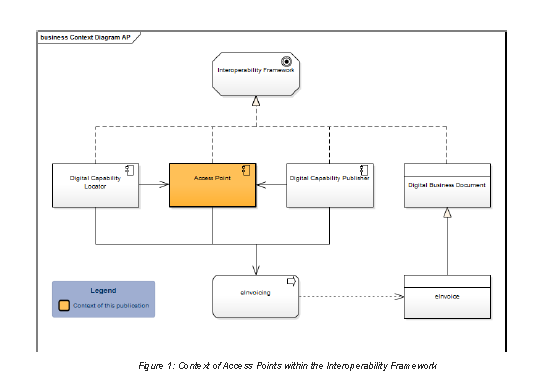 business Context Diagram AP
Interoperability Framework
Digital Capability
Locator
Access Point
Digital Capability Publisher
Digital Business Document
Legend
Context of this publication
eInvoicing
eInvoice
Figure 1: Context of Access Points within the Interoperability Framework